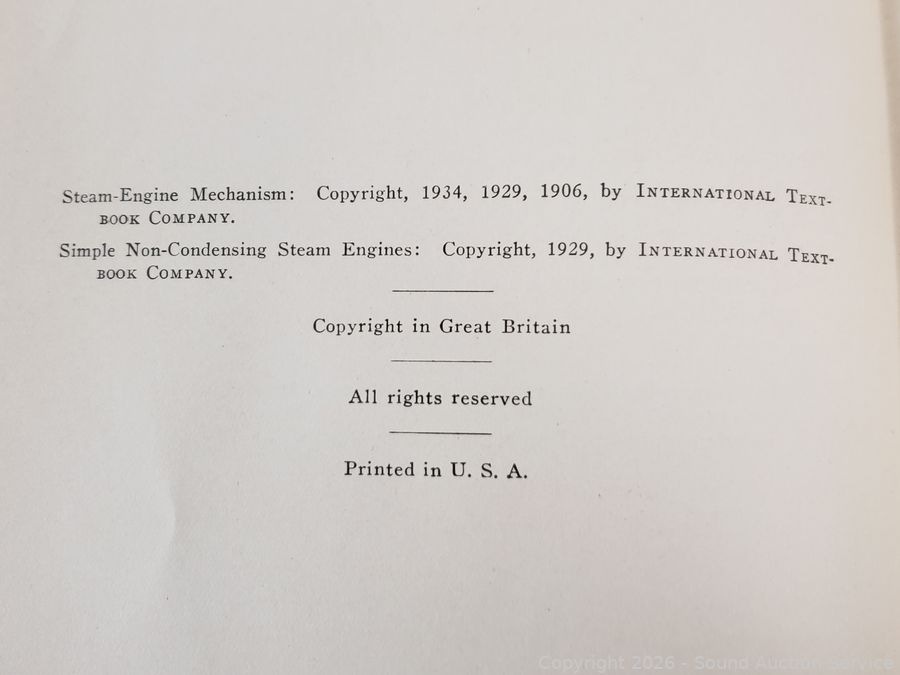 Steam-Engine Mechanism: Copyright, 1934, 1929, 1906, by INTERNATIONAL TEXT-
BOOK COMPANY.
Simple Non-Condensing Steam Engines: Copyright, 1929, by INTERNATIONAL TEXT-
BOOK COMPANY.
Copyright in Great Britain
All rights reserved
Printed in U. S. A.
Copyright 2026 - Sound Auction Service